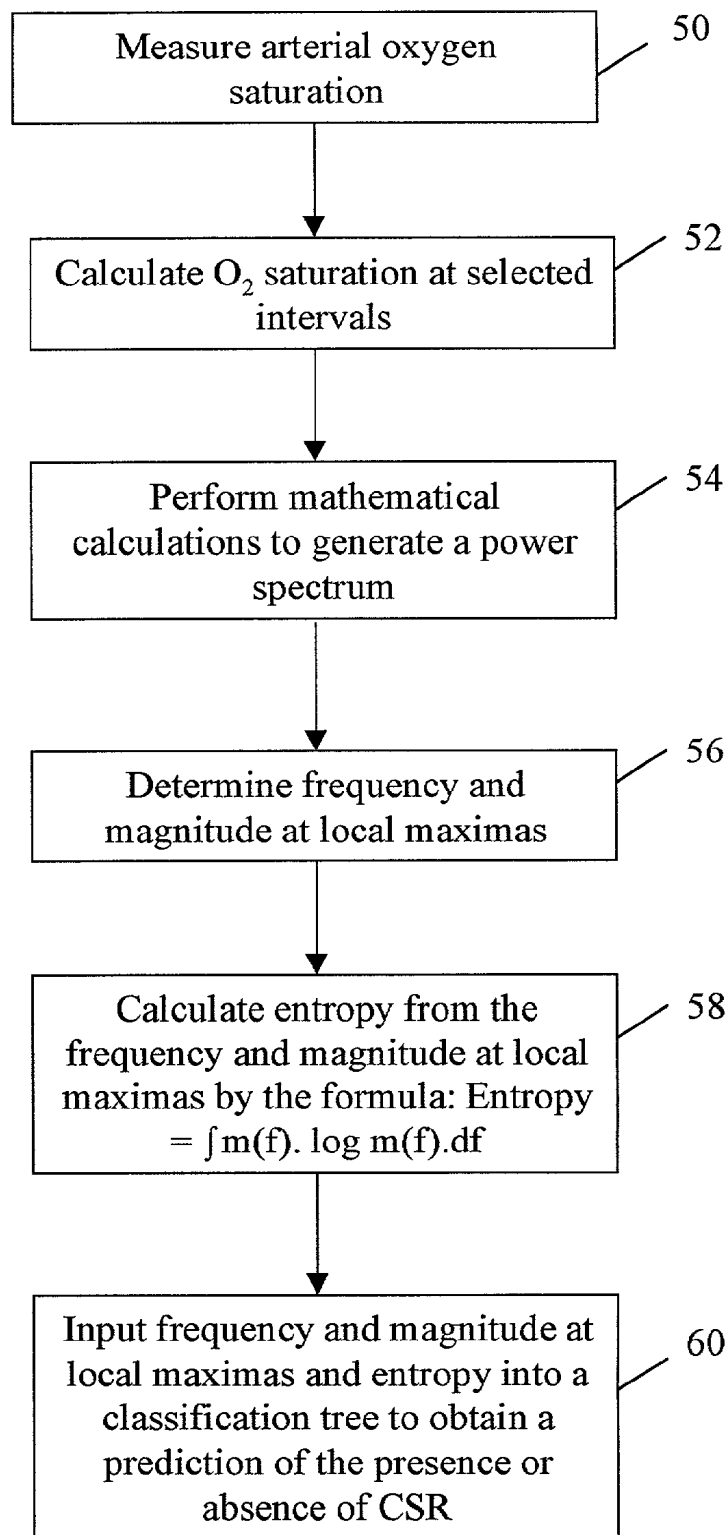 Measure arterial oxygen
saturation
50
Calculate O₂ saturation at selected
intervals
52
Perform mathematical
calculations to generate a power
spectrum
54
Determine frequency and
magnitude at local maximas
56
Calculate entropy from the
frequency and magnitude at local
maximas by the formula: Entropy
= ∫m(f). log m(f).df
58
Input frequency and magnitude at
local maximas and entropy into a
classification tree to obtain a
prediction of the presence or
absence of CSR
60